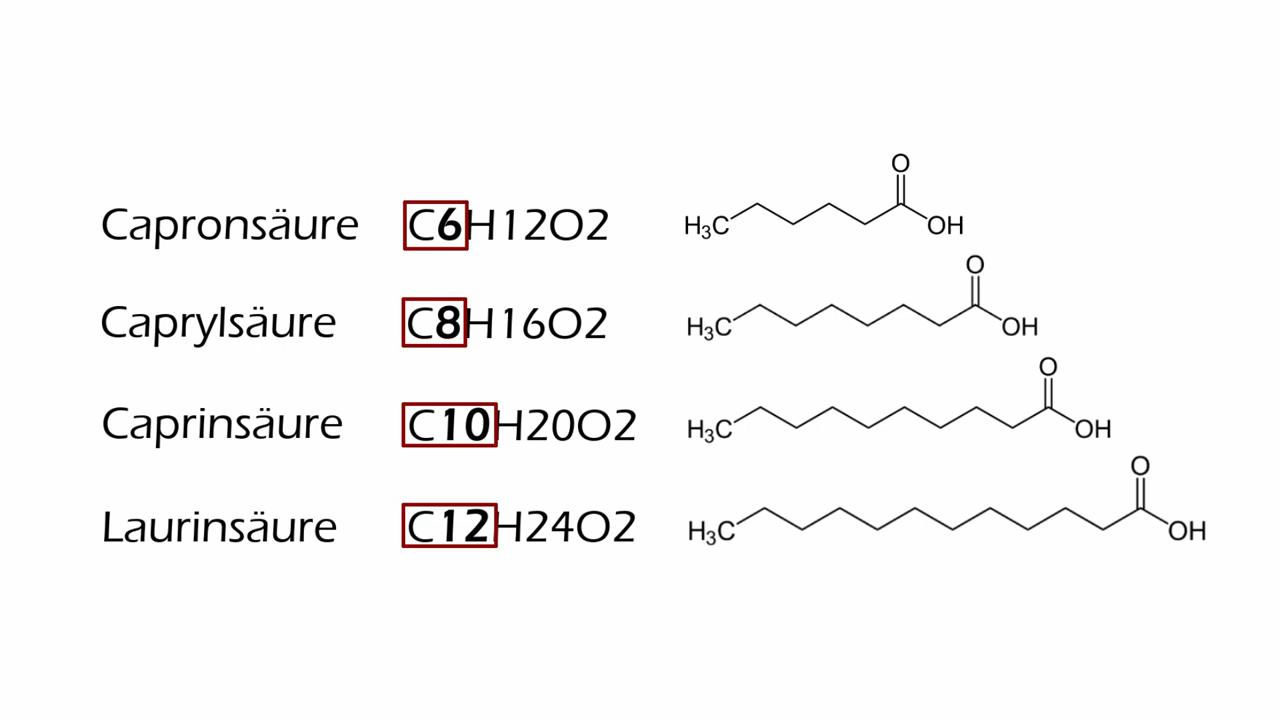 Capronsäure C6H12O2 H₃C O OH
Caprylsäure C8H16O2 H₃C O OH
Caprinsäure C10H20O2 H₃C O OH
Laurinsäure C12H24O2 H₃C O OH